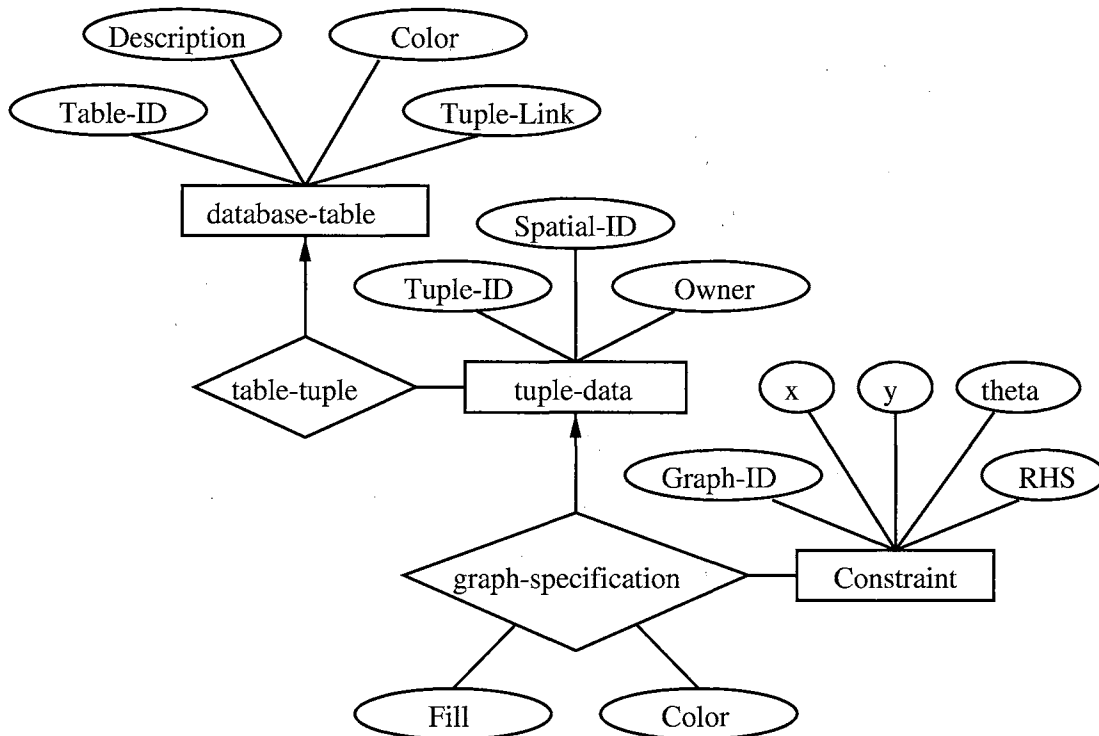 Description
Color
Table-ID
Tuple-Link
database-table
Spatial-ID
Tuple-ID
Owner
table-tuple
tuple-data
x
y
theta
Graph-ID
RHS
graph-specification
Constraint
Fill
Color